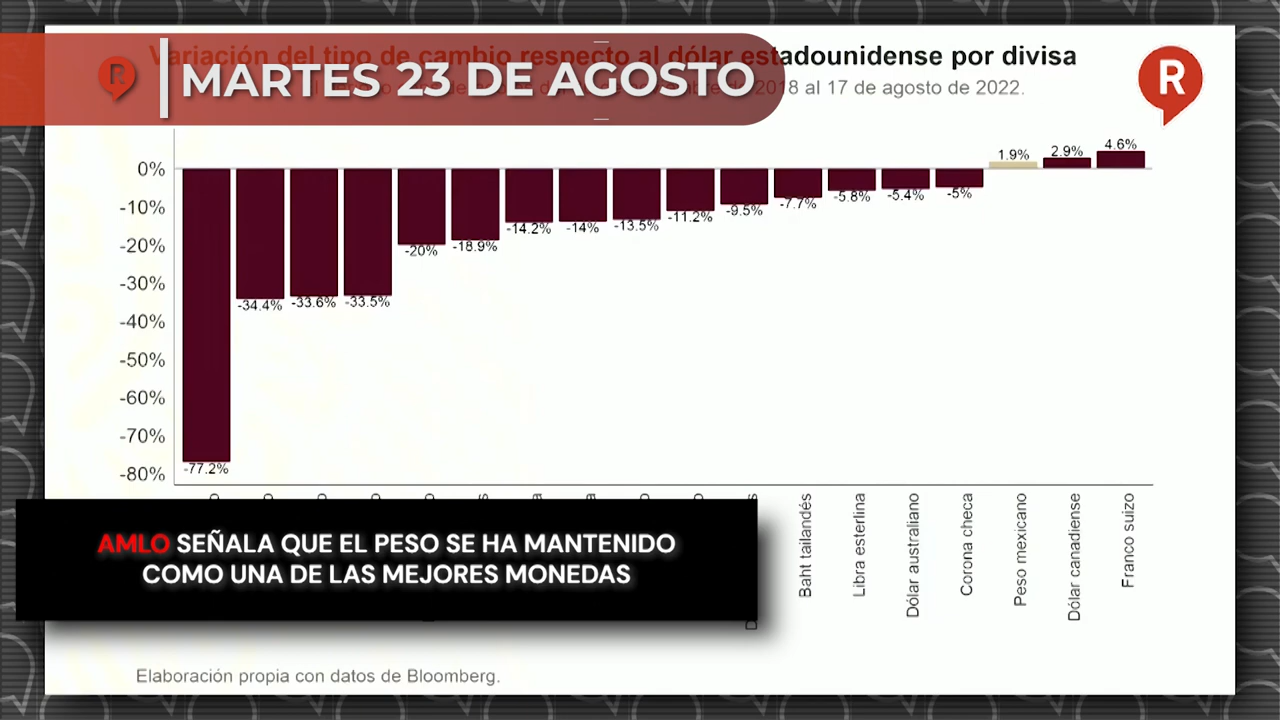 Variación del tipo de cambio respecto al dólar estadounidense por divisa
MARTES 23 DE AGOSTO
2018 al 17 de agosto de 2022.
R
R
4.6%
2.9%
1.9%
0%
-10%
-20%
-30%
-40%
-50%
-60%
-70%
-80%
-77.2%
-34.4%
-33.6%
-33.5%
-20%
-18.9%
-14.2%
-14%
-13.5%
-11.2%
-9.5%
-7.7%
-5.8%
-5.4%
-5%
Baht tailandés
Libra esterlina
Dólar australiano
Corona checa
Peso mexicano
Dólar canadiense
Franco suizo
AMLO SEÑALA QUE EL PESO SE HA MANTENIDO
COMO UNA DE LAS MEJORES MONEDAS
Elaboración propia con datos de Bloomberg.